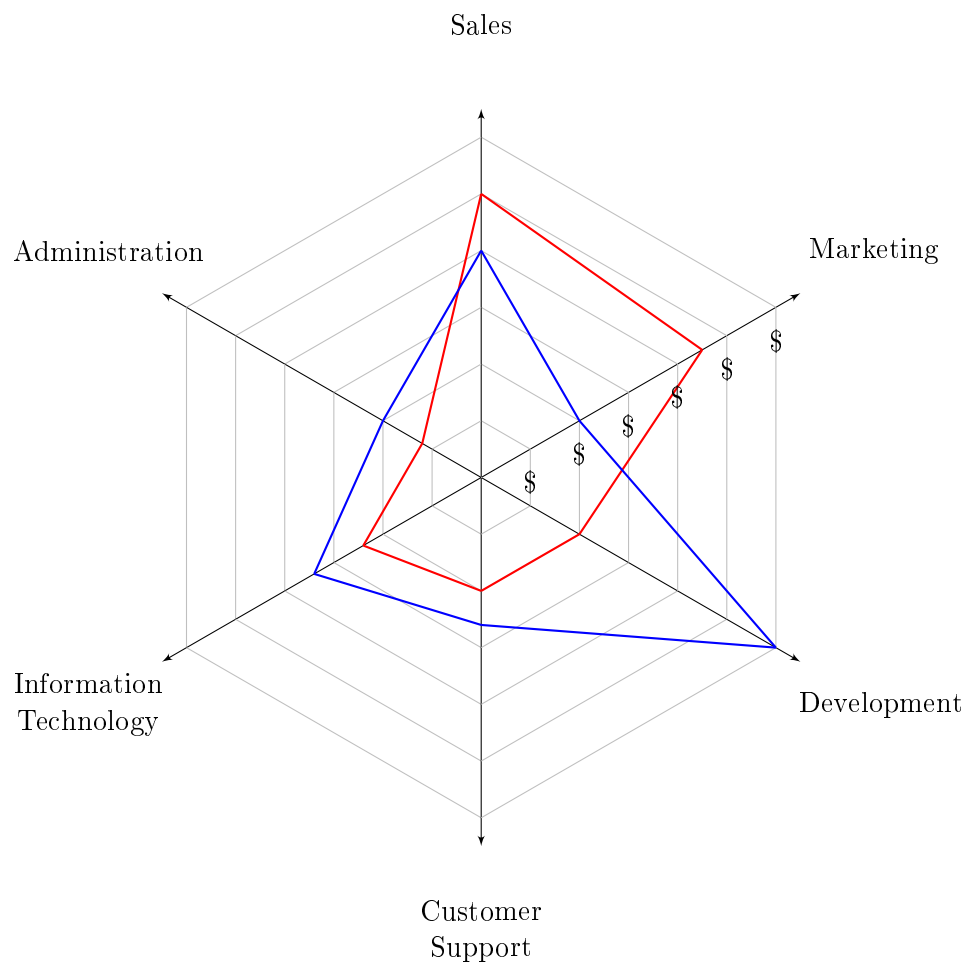 Sales
Administration
Marketing
$
$
$
$
$
$
Information
Technology
Development
Customer
Support